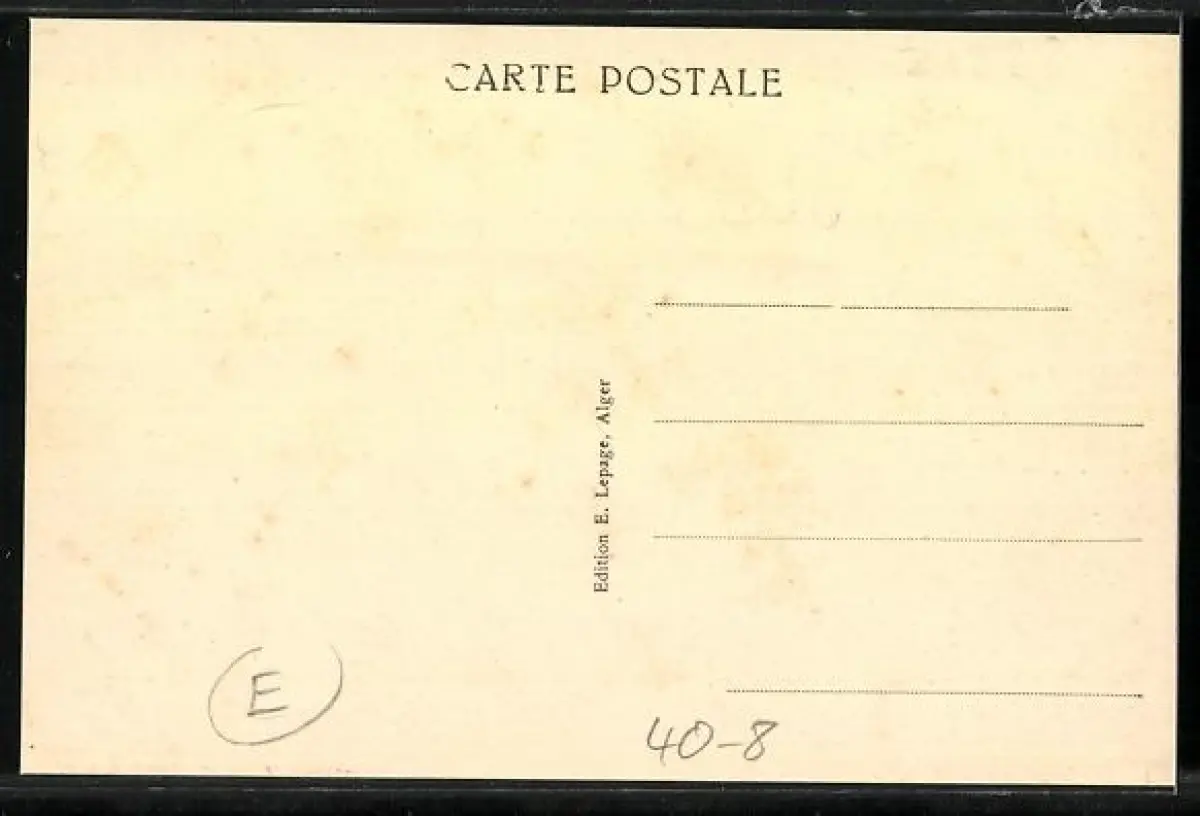 CARTE POSTALE
Edition E. Lepage, Alger
E
40-8